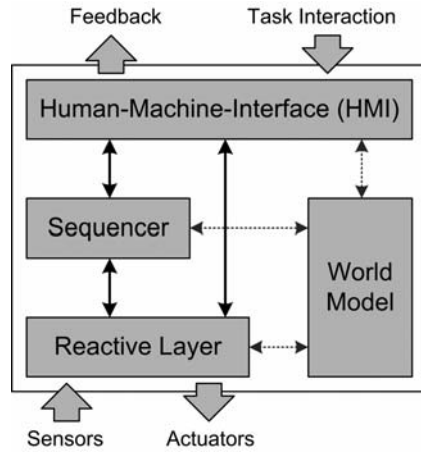 Feedback
Task Interaction
Human-Machine-Interface (HMI)
Sequencer
World
Model
Reactive Layer
Sensors
Actuators